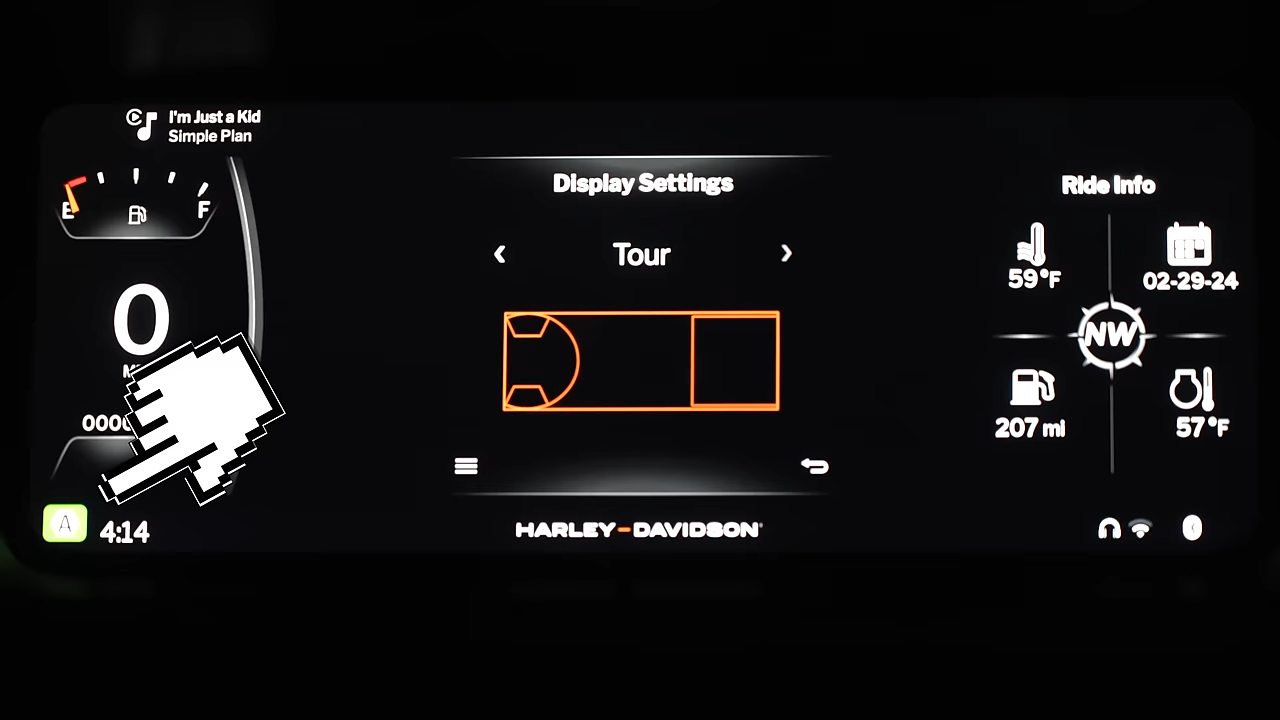 I'm Just a Kid
Simple Plan
E
F
0
Display Settings
Tour
Ride Info
59°F
02-29-24
NW
207 mi
57°F
A
4:14
HARLEY-DAVIDSON